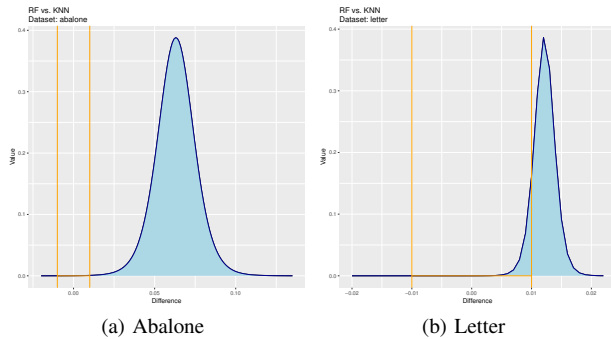 RF vs. KNN
Dataset: abalone
0.4
0.3
0.2
0.1
0.0
Value
0.00
0.05
0.10
Difference
(a) Abalone
RF vs. KNN
Dataset: letter
0.4
0.3
0.2
0.1
0.0
Value
−0.02
−0.01
0.00
0.01
0.02
Difference
(b) Letter